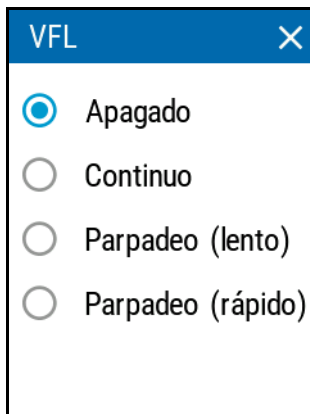 VFL
Apagado
Continuo
Parpadeo (lento)
Parpadeo (rápido)